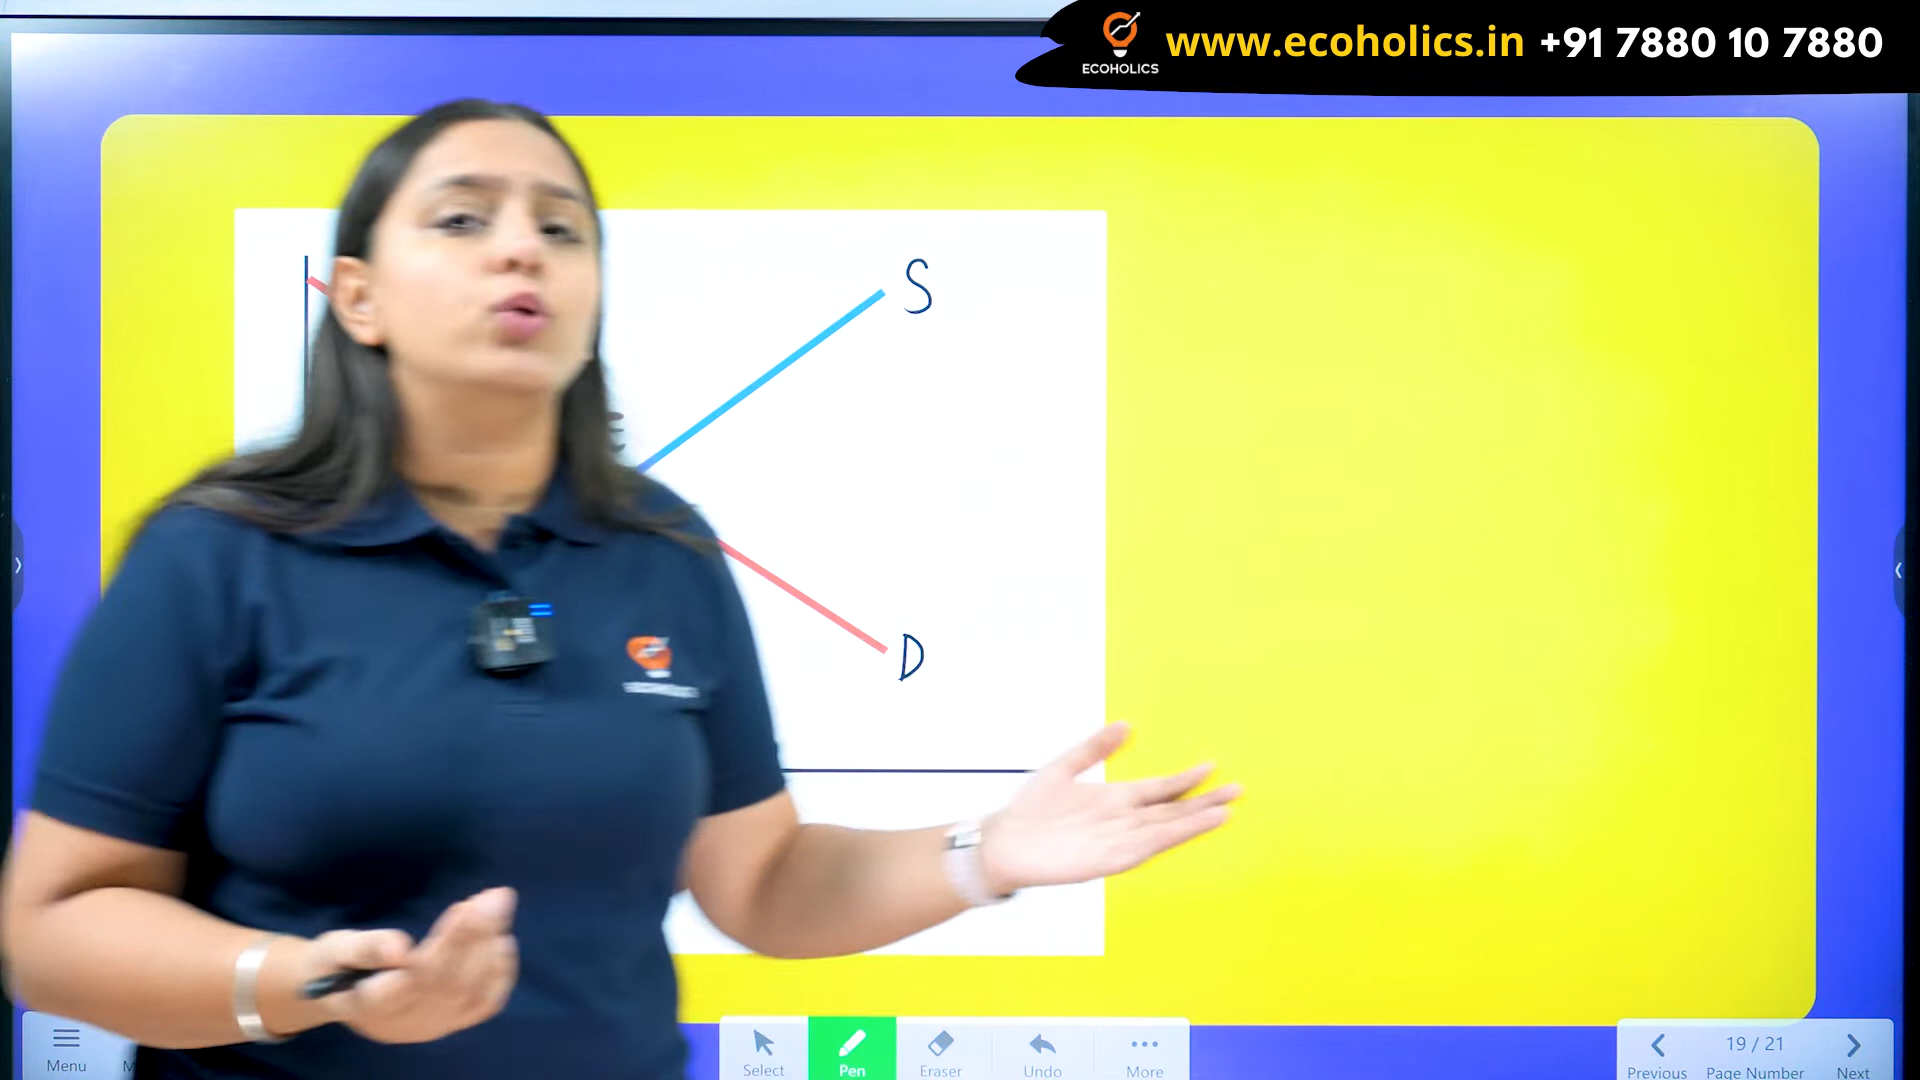 www.ecoholics.in +91 7880 10 7880
ECOHOLICS
S
E
D
Menu
Select
Pen
Eraser
Undo
More
19 / 21
Previous
Page Number
Next